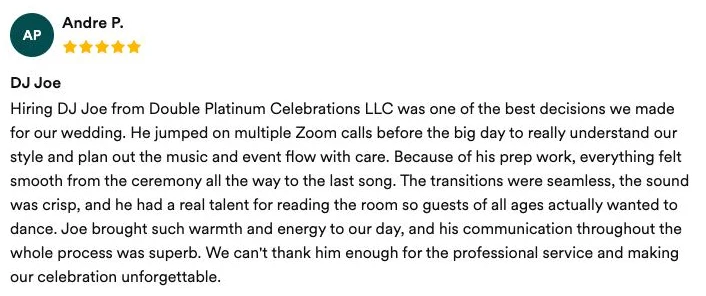 AP
Andre P.
DJ Joe
Hiring DJ Joe from Double Platinum Celebrations LLC was one of the best decisions we made
for our wedding. He jumped on multiple Zoom calls before the big day to really understand our
style and plan out the music and event flow with care. Because of his prep work, everything felt
smooth from the ceremony all the way to the last song. The transitions were seamless, the sound
was crisp, and he had a real talent for reading the room so guests of all ages actually wanted to
dance. Joe brought such warmth and energy to our day, and his communication throughout the
whole process was superb. We can't thank him enough for the professional service and making
our celebration unforgettable.